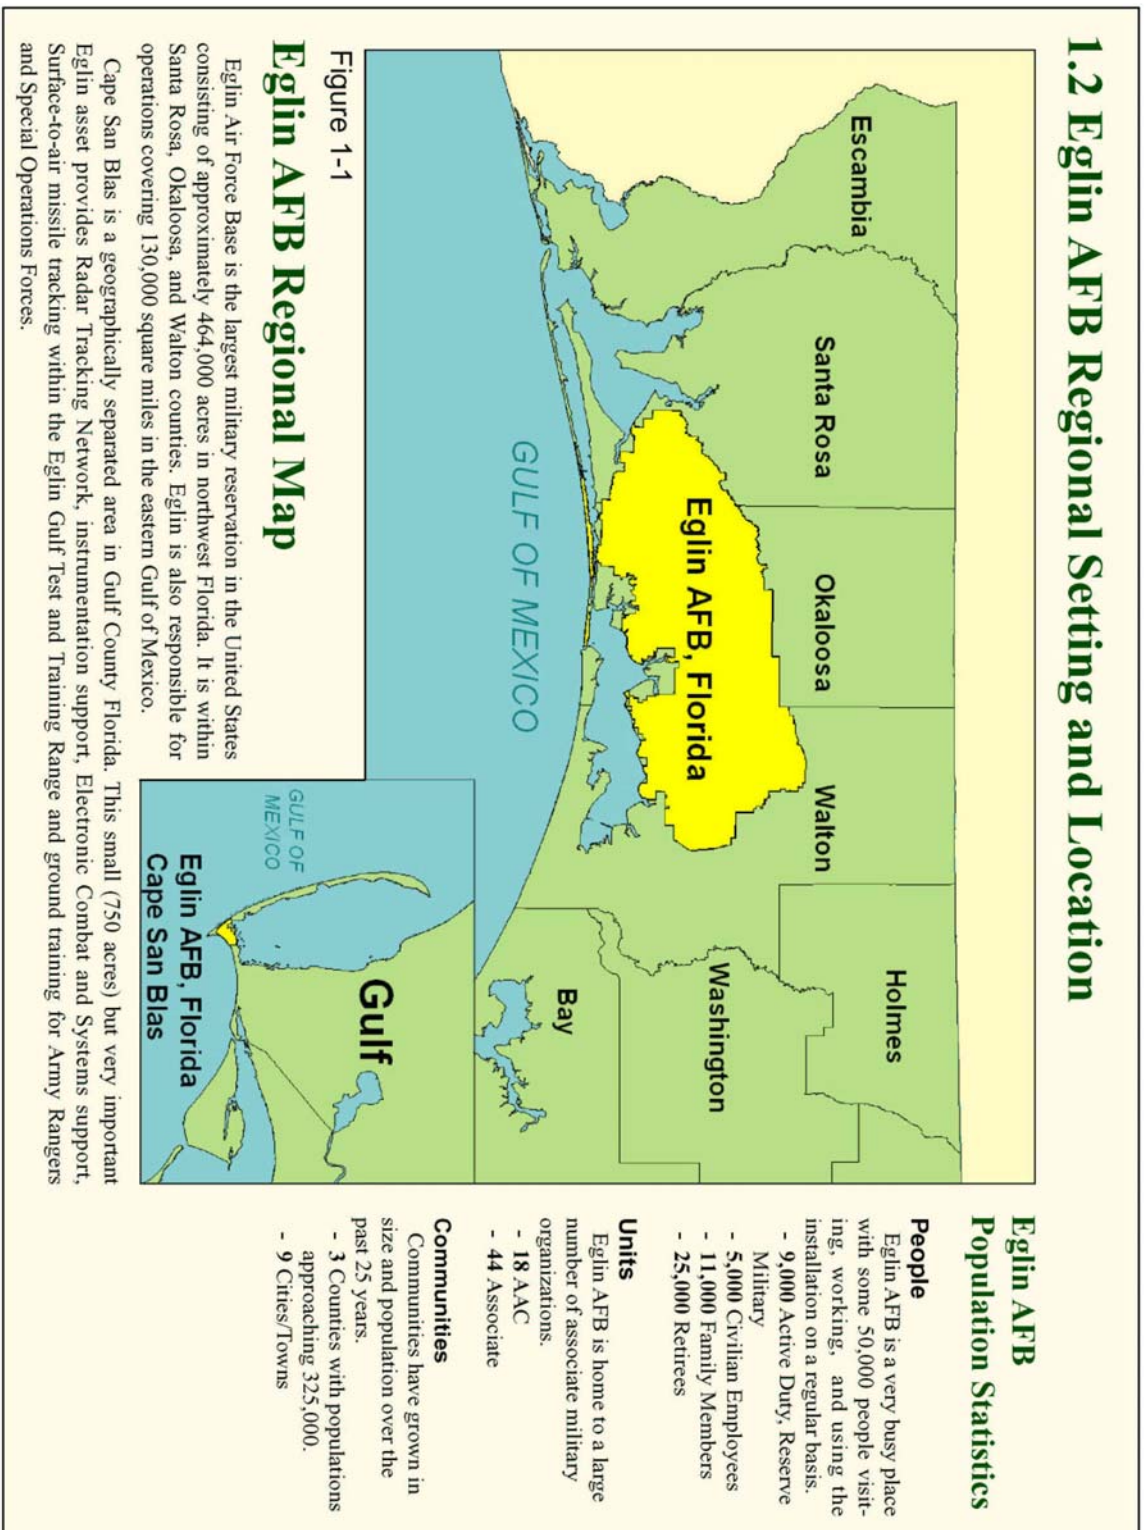 1.2 Eglin AFB Regional Setting and Location
Escambia
Santa Rosa
Okaloosa
Walton
Holmes
Washington
Bay
Eglin AFB, Florida
GULF OF MEXICO
GULF OF
MEXICO
Gulf
Eglin AFB, Florida
Cape San Blas
Figure 1-1
Eglin AFB Regional Map
Eglin Air Force Base is the largest military reservation in the United States
consisting of approximately 464,000 acres in northwest Florida. It is within
Santa Rosa, Okaloosa, and Walton counties. Eglin is also responsible for
operations covering 130,000 square miles in the eastern Gulf of Mexico.
Cape San Blas is a geographically separated area in Gulf County Florida. This small (750 acres) but very important
Eglin asset provides Radar Tracking Network, instrumentation support, Electronic Combat and Systems support,
Surface-to-air missile tracking within the Eglin Gulf Test and Training Range and ground training for Army Rangers
and Special Operations Forces.
Eglin AFB
Population Statistics
People
Eglin AFB is a very busy place
with some 50,000 people visit-
ing, working, and using the
installation on a regular basis.
- 9,000 Active Duty, Reserve
Military
- 5,000 Civilian Employees
- 11,000 Family Members
- 25,000 Retirees
Units
Eglin AFB is home to a large
number of associate military
organizations.
- 18 AAC
- 44 Associate
Communities
Communities have grown in
size and population over the
past 25 years.
- 3 Counties with populations
approaching 325,000.
- 9 Cities/Towns